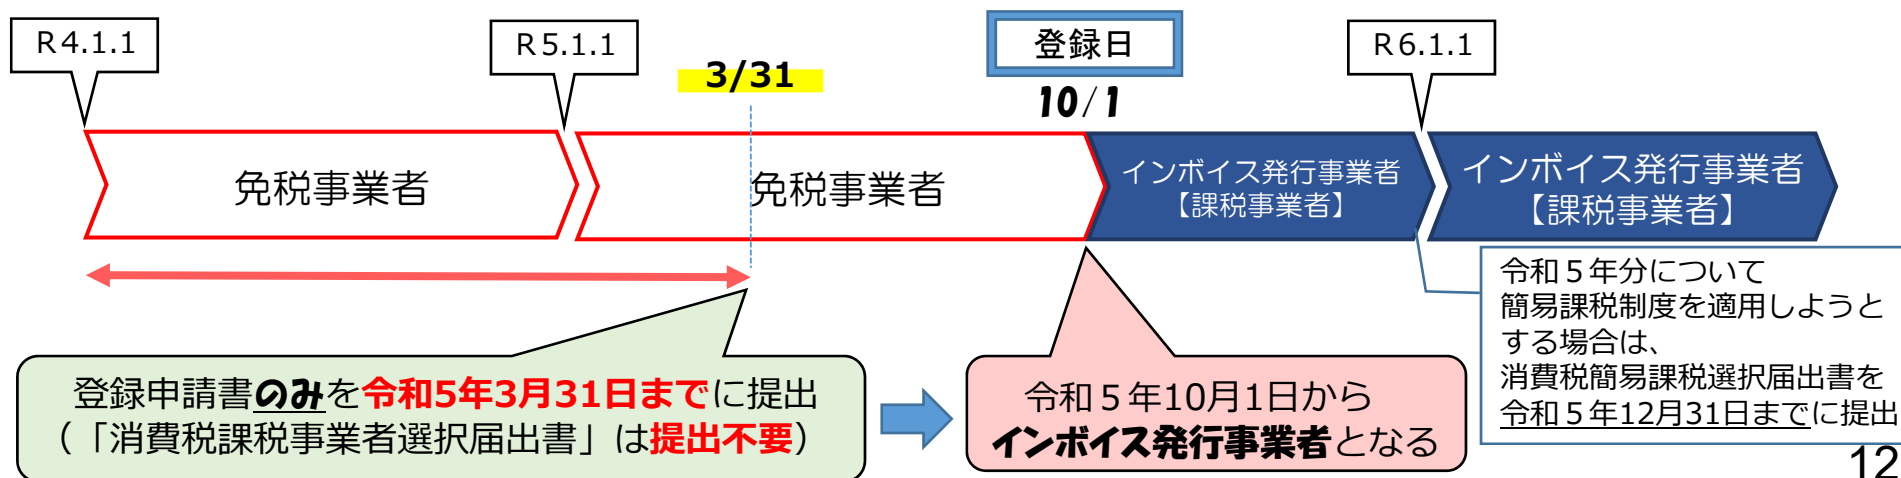 R4.1.1
R5.1.1
3/31
登録日
10/1
R6.1.1
免税事業者
免税事業者
インボイス発行事業者
【課税事業者】
インボイス発行事業者
【課税事業者】
登録申請書のみを令和5年3月31日までに提出
(「消費税課税事業者選択届出書」は提出不要)
令和5年10月1日から
インボイス発行事業者となる
令和5年分について
簡易課税制度を適用しようと
する場合は、
消費税簡易課税選択届出書を
令和5年12月31日までに提出
12